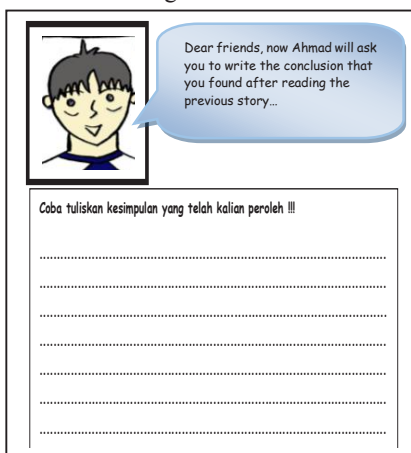 Dear friends, now Ahmad will ask
you to write the conclusion that
you found after reading the
previous story...
Coba tuliskan kesimpulan yang telah kalian peroleh !!!